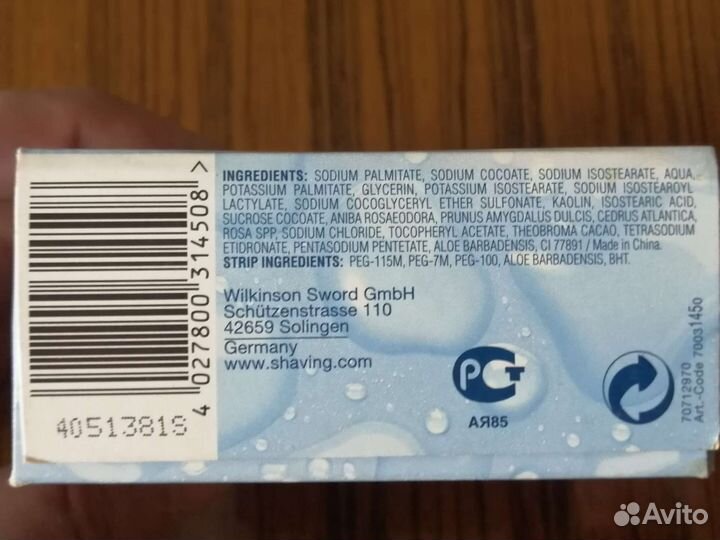 INGREDIENTS: SODIUM PALMITATE, SODIUM COCOATE, SODIUM ISOSTEARATE, AQUA,
POTASSIUM PALMITATE, GLYCERIN, POTASSIUM ISOSTEARATE, SODIUM ISOSTEAROYL
LACTYLATE, SODIUM COCOGLYCERYL ETHER SULFONATE, KAOLIN, ISOSTEARIC ACID,
SUCROSE COCOATE, ANIBA ROSAEODORA, PRUNUS AMYGDALUS DULCIS, CEDRUS ATLANTICA,
ROSA SPP, SODIUM CHLORIDE, TOCOPHERYL ACETATE, THEOBROMA CACAO, TETRASODIUM
ETIDRONATE, PENTASODIUM PENTETATE, ALOE BARBADENSIS, CI 77891 / Made in China.
STRIP INGREDIENTS: PEG-115M, PEG-7M, PEG-100, ALOE BARBADENSIS, BHT.
Wilkinson Sword GmbH
Schützenstrasse 110
42659 Solingen
Germany
www.shaving.com
4 027800 314508 >
40513818
РСТ
АЯ85
70712970
Art.-Code 70031450
Avito